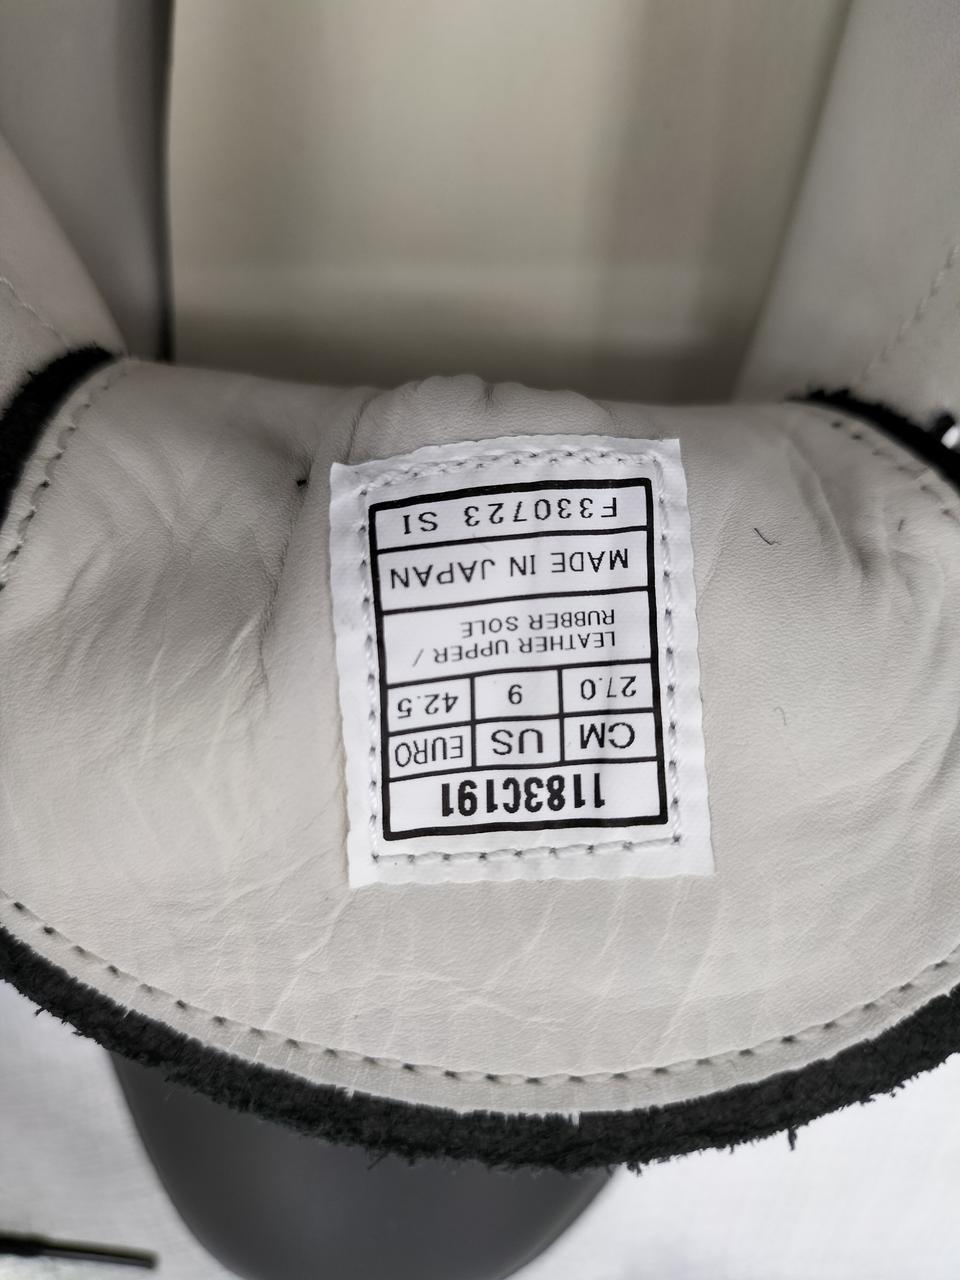 1183C191
CM US EURO
27.0 9 42.5
LEATHER UPPER /
RUBBER SOLE
MADE IN JAPAN
F330723 SI